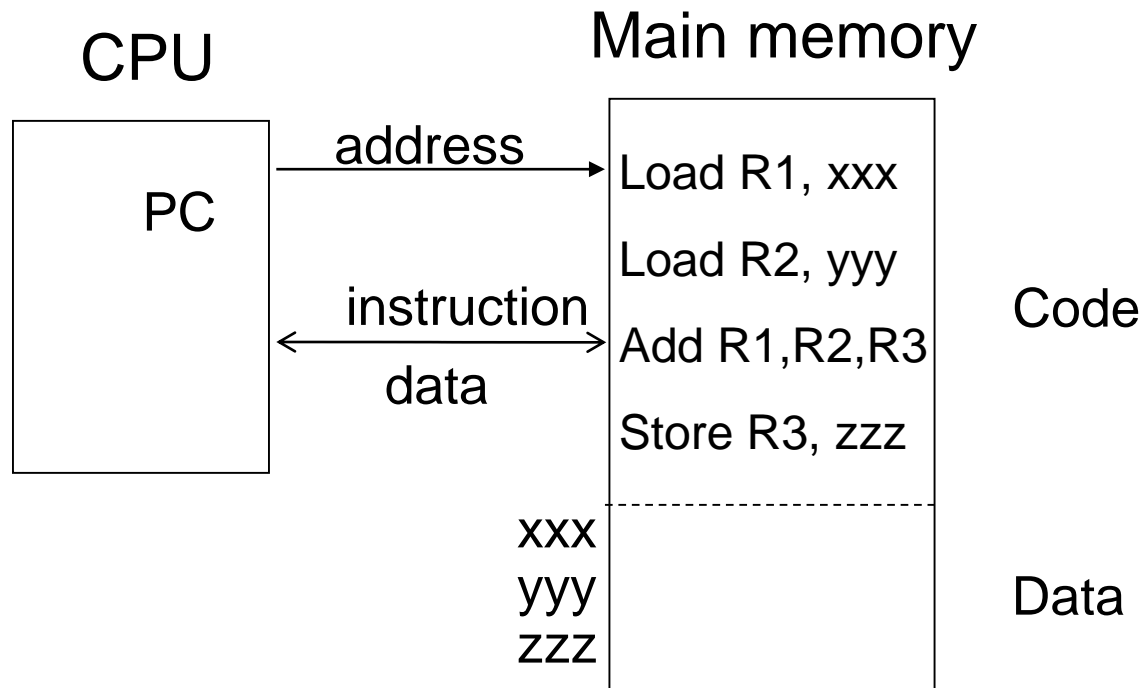 CPU
Main memory
address
PC
instruction
data
Load R1, xxx
Load R2, yyy
Add R1,R2,R3
Store R3, zzz
Code
xxx
yyy
zzz
Data